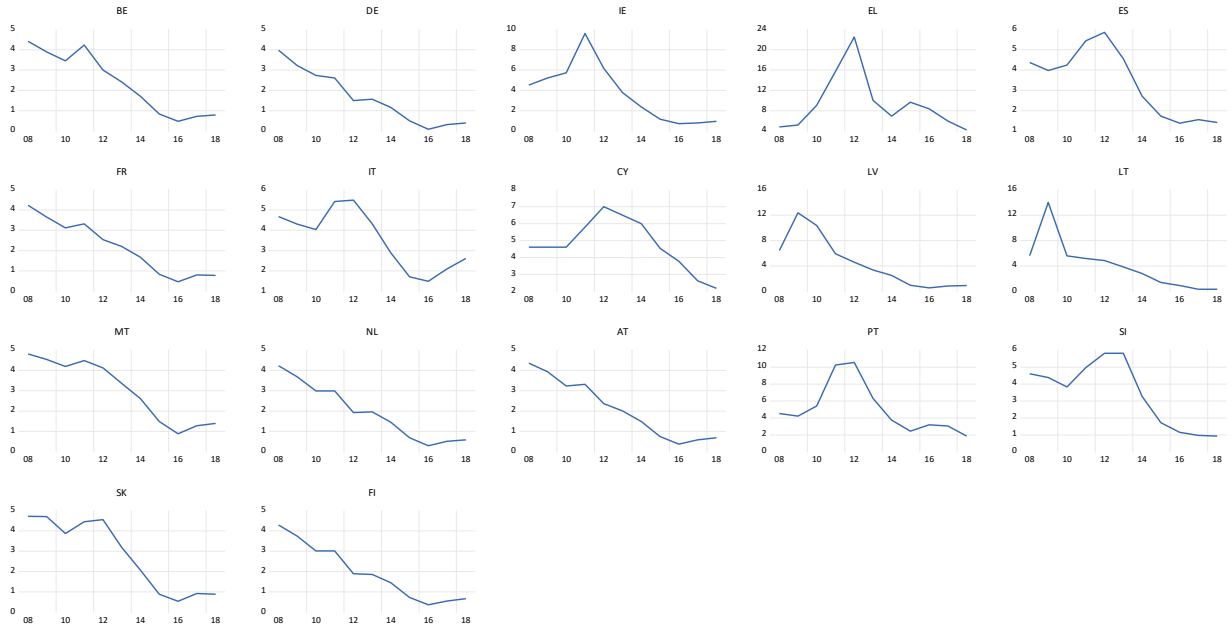 BE DE IE EL ES
5 5 10 24 6
4 4 8 20 5
3 3 6 16 4
2 2 4 12 3
1 1 2 8 2
0 0 0 4 1
08 10 12 14 16 18 08 10 12 14 16 18 08 10 12 14 16 18 08 10 12 14 16 18 08 10 12 14 16 18
FR IT CY LV LT
5 6 8 16 16
4 5 7 12 12
3 4 6 8 8
2 3 5 4 4
1 2 4 0 0
0 1 3
2
08 10 12 14 16 18 08 10 12 14 16 18 08 10 12 14 16 18 08 10 12 14 16 18 08 10 12 14 16 18
MT NL AT PT SI
5 5 5 12 6
4 4 4 10 5
3 3 3 8 4
2 2 2 6 3
1 1 1 4 2
0 0 0 2 1
0 0
08 10 12 14 16 18 08 10 12 14 16 18 08 10 12 14 16 18 08 10 12 14 16 18 08 10 12 14 16 18
SK FI
5 5
4 4
3 3
2 2
1 1
0 0
08 10 12 14 16 18 08 10 12 14 16 18